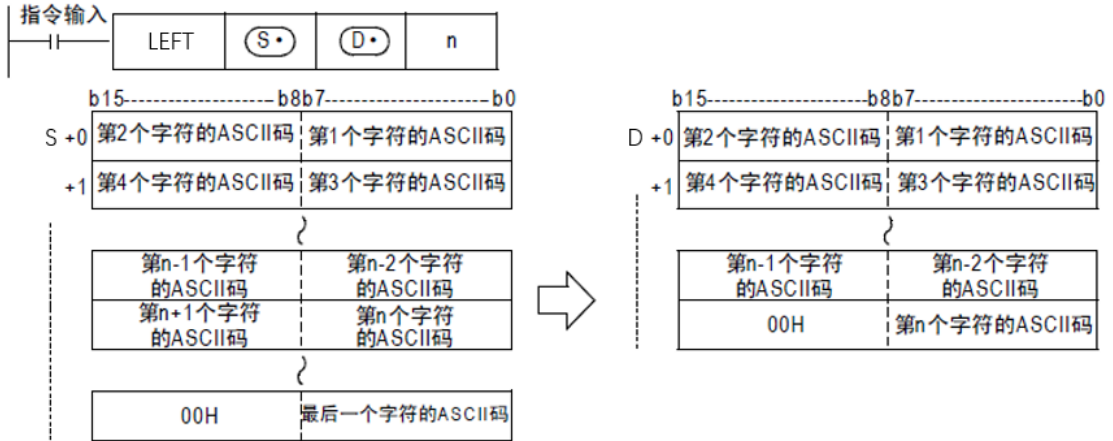 指令输入
LEFT S· D· n
b15---------------------b8b7----------------------b0
S +0 第2个字符的ASCII码 第1个字符的ASCII码
+1 第4个字符的ASCII码 第3个字符的ASCII码
第n-1个字符
的ASCII码
第n-2个字符
的ASCII码
第n+1个字符
的ASCII码
第n个字符
的ASCII码
00H 最后一个字符的ASCII码
b15----------------------b8b7-----------------------b0
D +0 第2个字符的ASCII码 第1个字符的ASCII码
+1 第4个字符的ASCII码 第3个字符的ASCII码
第n-1个字符
的ASCII码
第n-2个字符
的ASCII码
00H 第n个字符的ASCII码